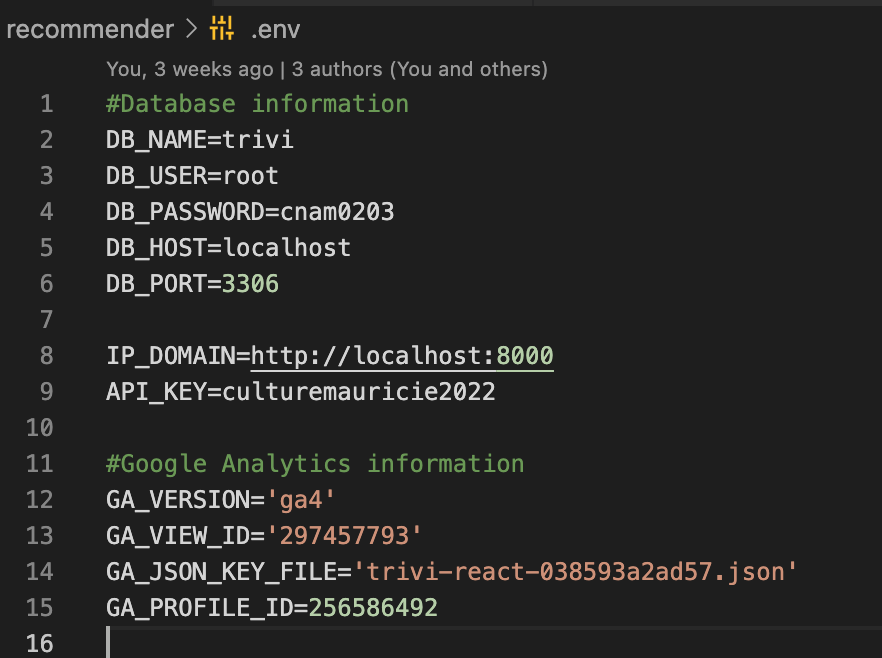 recommender > .env
You, 3 weeks ago | 3 authors (You and others)
1 #Database information
2 DB_NAME=trivi
3 DB_USER=root
4 DB_PASSWORD=cnam0203
5 DB_HOST=localhost
6 DB_PORT=3306
7
8 IP_DOMAIN=http://localhost:8000
9 API_KEY=culturemauricie2022
10
11 #Google Analytics information
12 GA_VERSION='ga4'
13 GA_VIEW_ID='297457793'
14 GA_JSON_KEY_FILE='trivi-react-038593a2ad57.json'
15 GA_PROFILE_ID=256586492
16